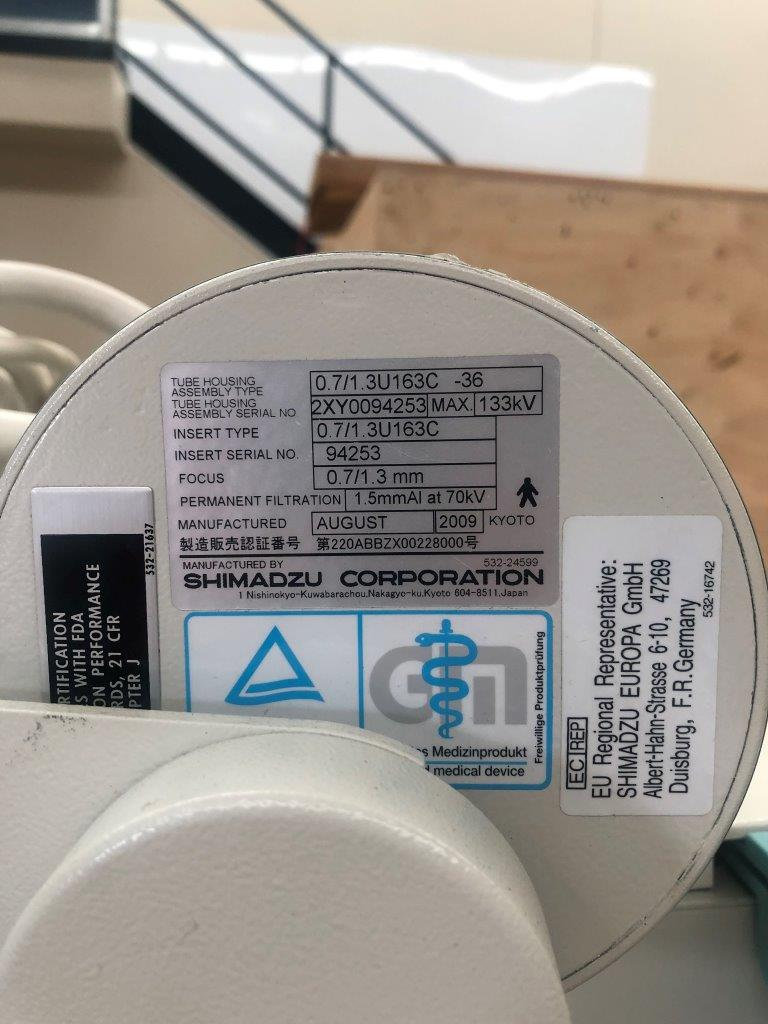 TUBE HOUSING ASSEMBLY TYPE 0.7/1.3U163C -36
TUBE HOUSING ASSEMBLY SERIAL NO 2XY0094253 MAX. 133kV
INSERT TYPE 0.7/1.3U163C
INSERT SERIAL NO. 94253
FOCUS 0.7/1.3 mm
PERMANENT FILTRATION 1.5mmAl at 70kV
MANUFACTURED AUGUST 2009 KYOTO
製造販売認証番号 第220ABBZX00228000号
MANUFACTURED BY 532-24599
SHIMADZU CORPORATION
1 Nishinokyo-Kuwabarachou,Nakagyo-ku,Kyoto 604-8511,Japan
532-21637
RTIFICATION
S WITH FDA
ON PERFORMANCE
RDS, 21 CFR
PTER J
GM
Freiwillige Produktprüfung
s Medizinprodukt
d medical device
EC REP
EU Regional Representative:
SHIMADZU EUROPA GmbH
Albert-Hahn-Strasse 6-10, 47269
Duisburg, F.R.Germany
532-16742